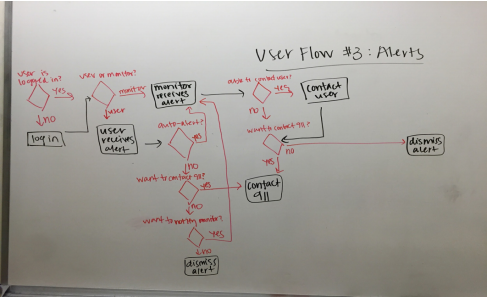 User Flow #3: Alerts
user is
logged in?
yes
no
log in
user or monitor?
monitor
user
monitor
receives
alert
user
receives
alert
auto-alert?
yes
no
want to contact 911?
yes
no
want to notify monitor?
yes
no
dismiss
alert
auto to contact user?
yes
no
contact
user
want to contact 911?
yes
no
contact
911
dismiss
alert